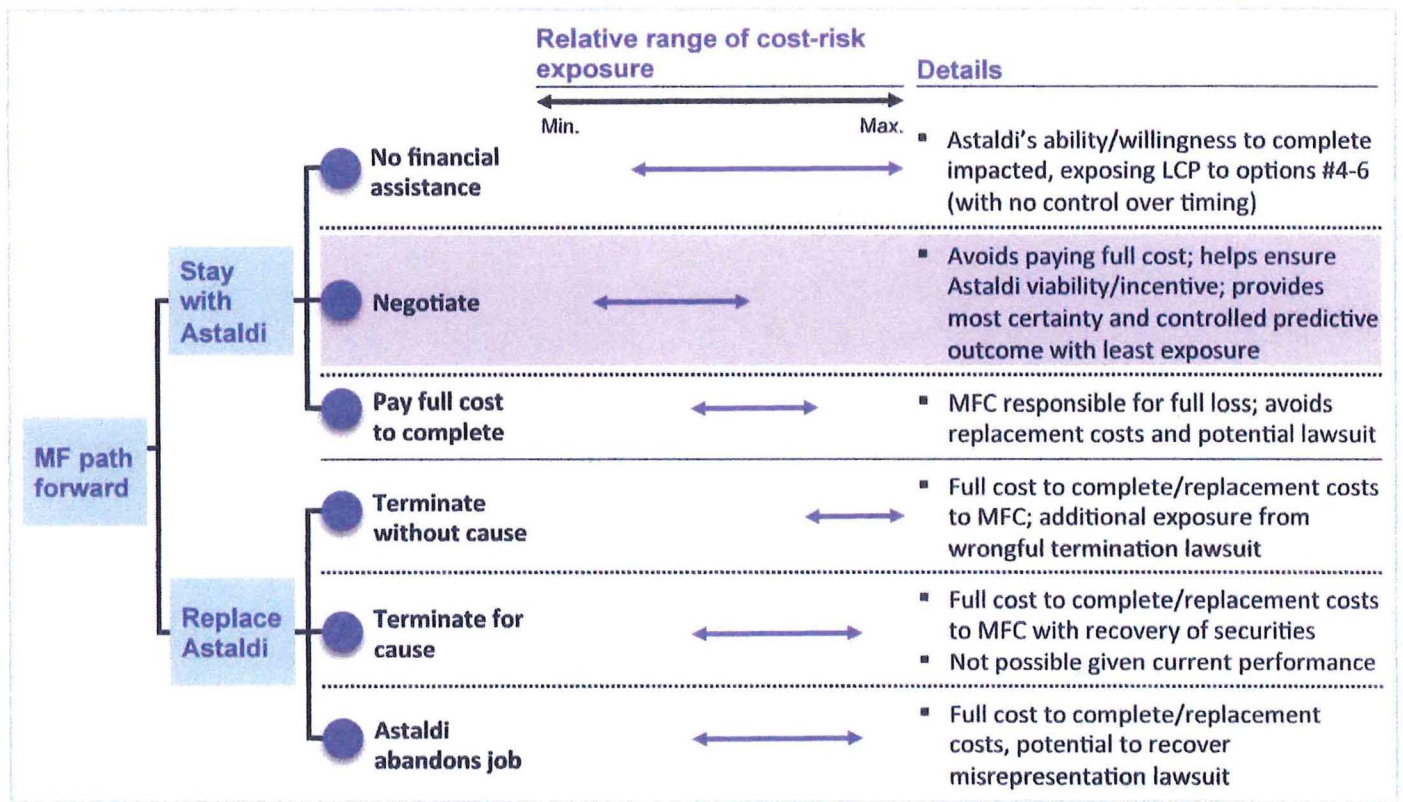 Relative range of cost-risk
exposure
Details
Min.
Max.
MF path
forward
Stay
with
Astaldi
No financial
assistance
▪ Astaldi's ability/willingness to complete
impacted, exposing LCP to options #4-6
(with no control over timing)
Negotiate
▪ Avoids paying full cost; helps ensure
Astaldi viability/incentive; provides
most certainty and controlled predictive
outcome with least exposure
Pay full cost
to complete
▪ MFC responsible for full loss; avoids
replacement costs and potential lawsuit
Replace
Astaldi
Terminate
without cause
▪ Full cost to complete/replacement costs
to MFC; additional exposure from
wrongful termination lawsuit
Terminate for
cause
▪ Full cost to complete/replacement costs
to MFC with recovery of securities
▪ Not possible given current performance
Astaldi
abandons job
▪ Full cost to complete/replacement
costs, potential to recover
misrepresentation lawsuit